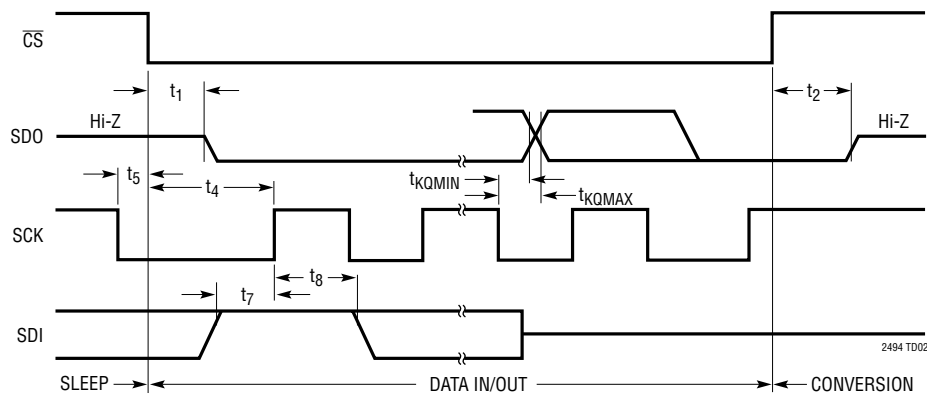 CS
t1
t2
Hi-Z
Hi-Z
SDO
t5
t4
tKQMIN
tKQMAX
SCK
t7
t8
SDI
2494 TD02
SLEEP
DATA IN/OUT
CONVERSION